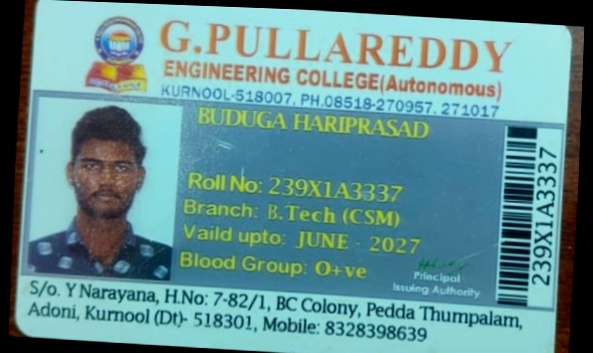 G.PULLAREDDY
ENGINEERING COLLEGE(Autonomous)
KURNOOL-518007. PH.08518-270957, 271017
BUDUGA HARIPRASAD
Roll No: 239X1A3337
Branch: B.Tech (CSM)
Vaild upto: JUNE - 2027
Blood Group: O+ve
Principal
Issuing Authority
239X1A3337
S/o. Y Narayana, H.No: 7-82/1, BC Colony, Pedda Thumpalam,
Adoni, Kurnool (Dt)- 518301, Mobile: 8328398639